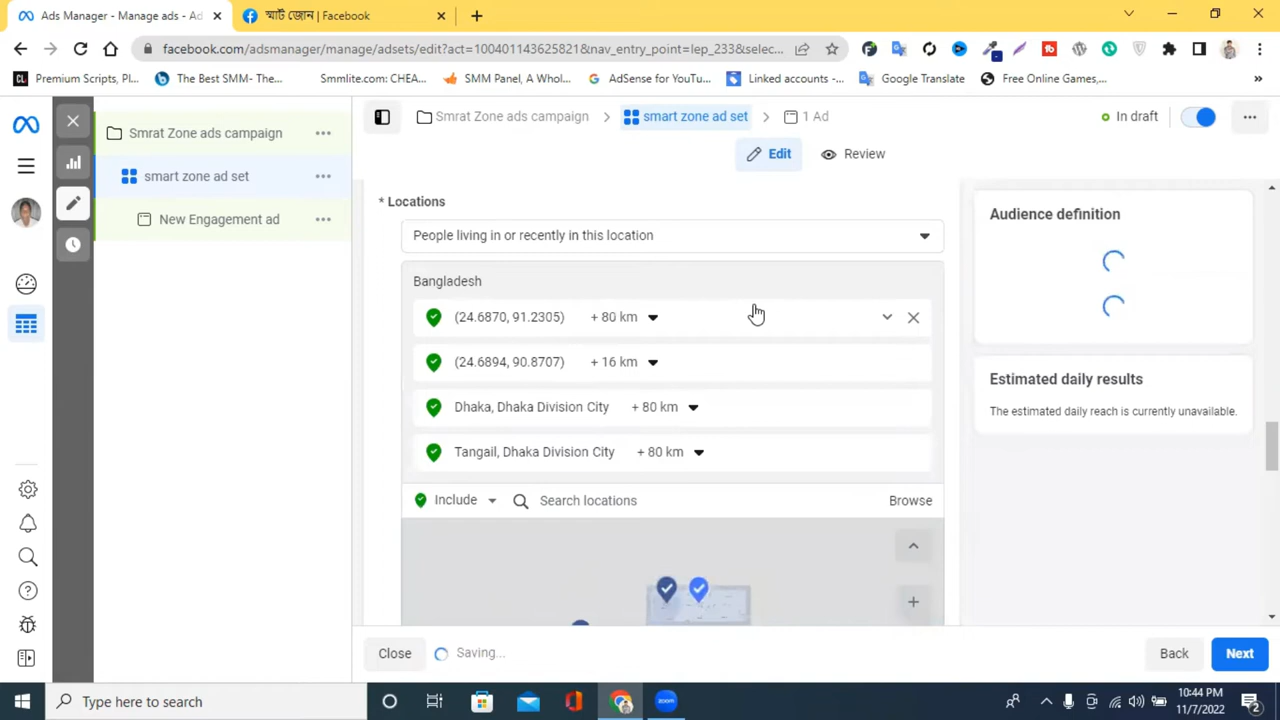 Ads Manager - Manage ads - Ad
স্মার্ট জোন | Facebook
facebook.com/adsmanager/manage/adsets/edit?act=100401143625821&nav_entry_point=lep_233&selec...
Premium Scripts, Pl...
The Best SMM- The...
Smmlite.com: CHEA...
SMM Panel, A Whol...
AdSense for YouTu...
Linked accounts -...
Google Translate
Free Online Games,...
»
Smrat Zone ads campaign
smart zone ad set
New Engagement ad
Smrat Zone ads campaign > smart zone ad set > 1 Ad
In draft
Edit
Review
* Locations
People living in or recently in this location
Bangladesh
(24.6870, 91.2305) + 80 km
(24.6894, 90.8707) + 16 km
Dhaka, Dhaka Division City + 80 km
Tangail, Dhaka Division City + 80 km
Include
Search locations
Browse
Audience definition
Estimated daily results
The estimated daily reach is currently unavailable.
Close
Saving...
Back
Next
Type here to search
10:44 PM
11/7/2022
2